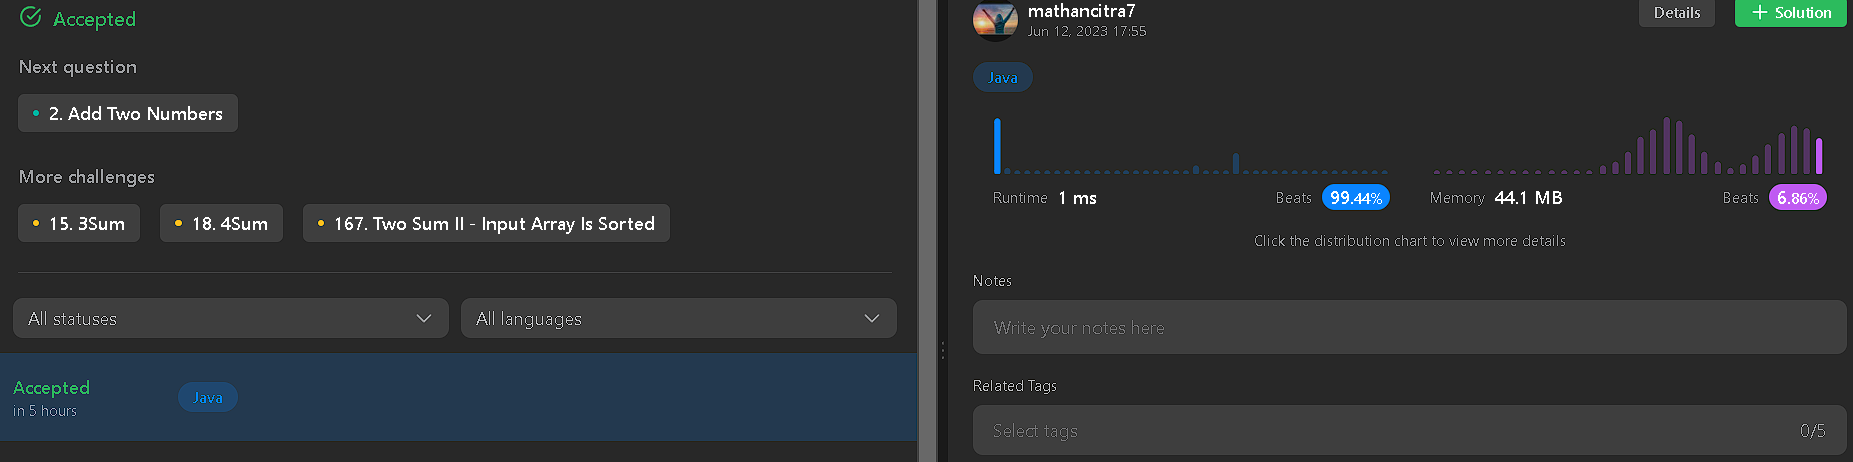 Accepted
Next question
2. Add Two Numbers
More challenges
15. 3Sum
18. 4Sum
167. Two Sum II - Input Array Is Sorted
All statuses
All languages
Accepted
in 5 hours
Java
mathancitra7
Jun 12, 2023 17:55
Details
+ Solution
Java
Runtime 1 ms
Beats 99.44%
Memory 44.1 MB
Beats 6.86%
Click the distribution chart to view more details
Notes
Write your notes here
Related Tags
Select tags
0/5